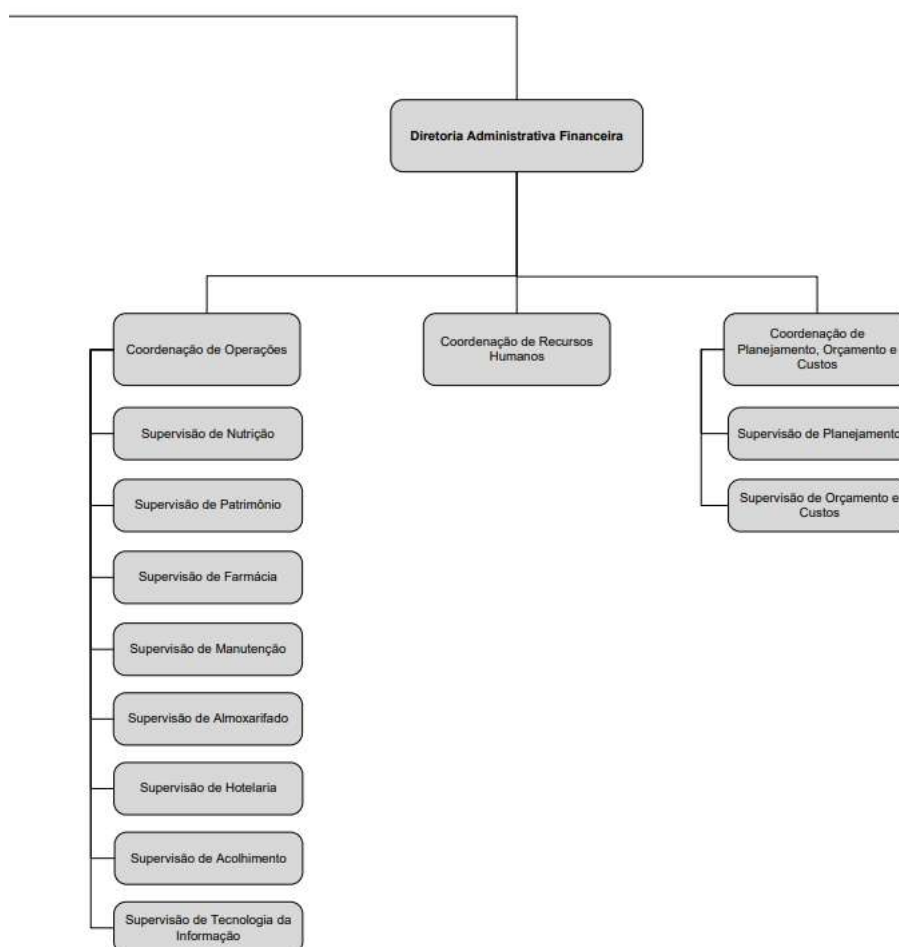 Diretoria Administrativa Financeira
Coordenação de Operações
Coordenação de Recursos
Humanos
Coordenação de
Planejamento, Orçamento e
Custos
Supervisão de Nutrição
Supervisão de Planejamento
Supervisão de Patrimônio
Supervisão de Orçamento e
Custos
Supervisão de Farmácia
Supervisão de Manutenção
Supervisão de Almoxarifado
Supervisão de Hotelaria
Supervisão de Acolhimento
Supervisão de Tecnologia da
Informação